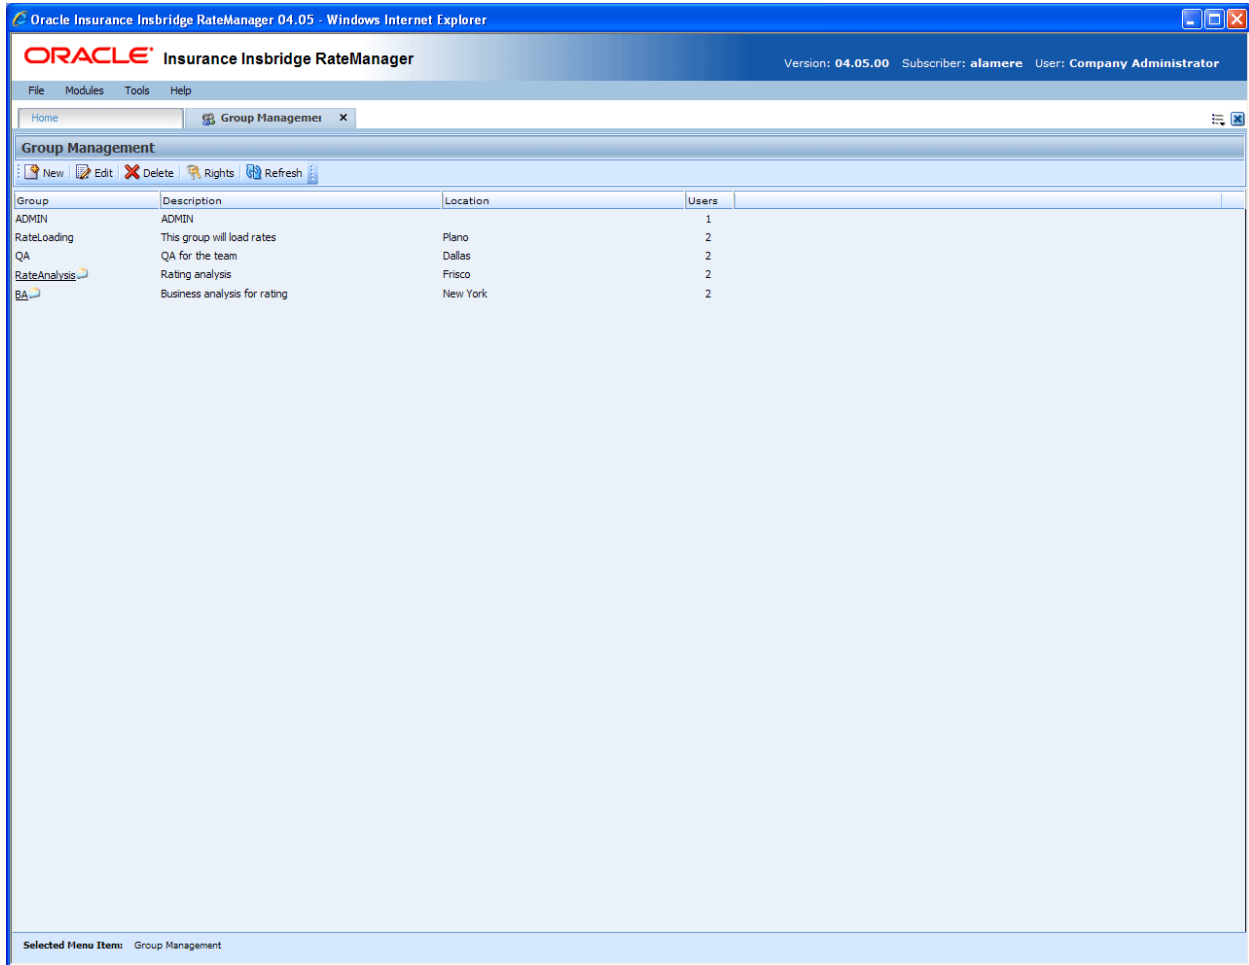 Oracle Insurance Insbridge RateManager 04.05 - Windows Internet Explorer
ORACLE Insurance Insbridge RateManager
Version: 04.05.00 Subscriber: alamere User: Company Administrator
File Modules Tools Help
Home Group Managemen
Group Management
New Edit Delete Rights Refresh
Group Description Location Users
ADMIN ADMIN 1
RateLoading This group will load rates Plano 2
QA QA for the team Dallas 2
RateAnalysis Rating analysis Frisco 2
BA Business analysis for rating New York 2
Selected Menu Item: Group Management